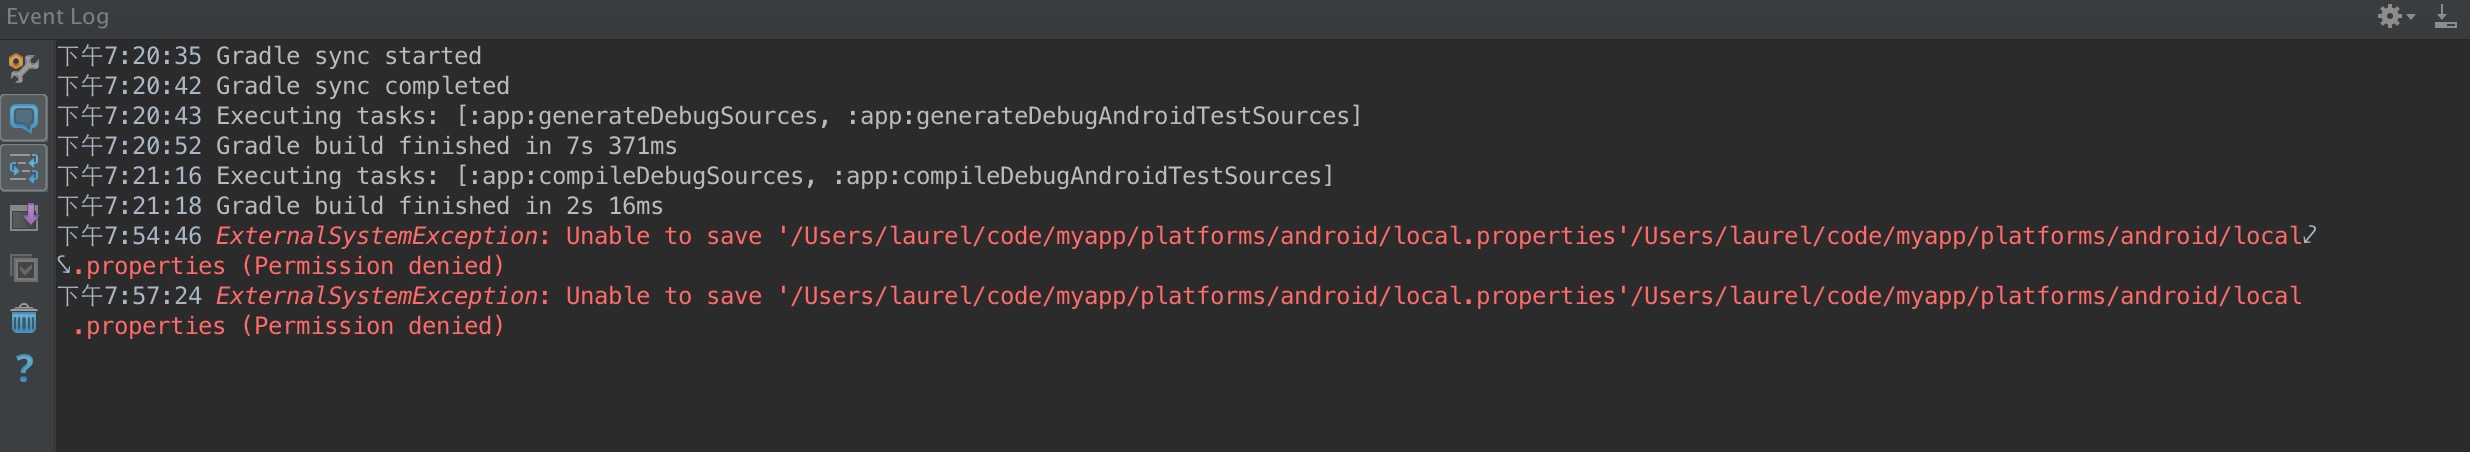 Event Log
下午7:20:35 Gradle sync started
下午7:20:42 Gradle sync completed
下午7:20:43 Executing tasks: [:app:generateDebugSources, :app:generateDebugAndroidTestSources]
下午7:20:52 Gradle build finished in 7s 371ms
下午7:21:16 Executing tasks: [:app:compileDebugSources, :app:compileDebugAndroidTestSources]
下午7:21:18 Gradle build finished in 2s 16ms
下午7:54:46 ExternalSystemException: Unable to save '/Users/laurel/code/myapp/platforms/android/local.properties'/Users/laurel/code/myapp/platforms/android/local
.properties (Permission denied)
下午7:57:24 ExternalSystemException: Unable to save '/Users/laurel/code/myapp/platforms/android/local.properties'/Users/laurel/code/myapp/platforms/android/local
.properties (Permission denied)